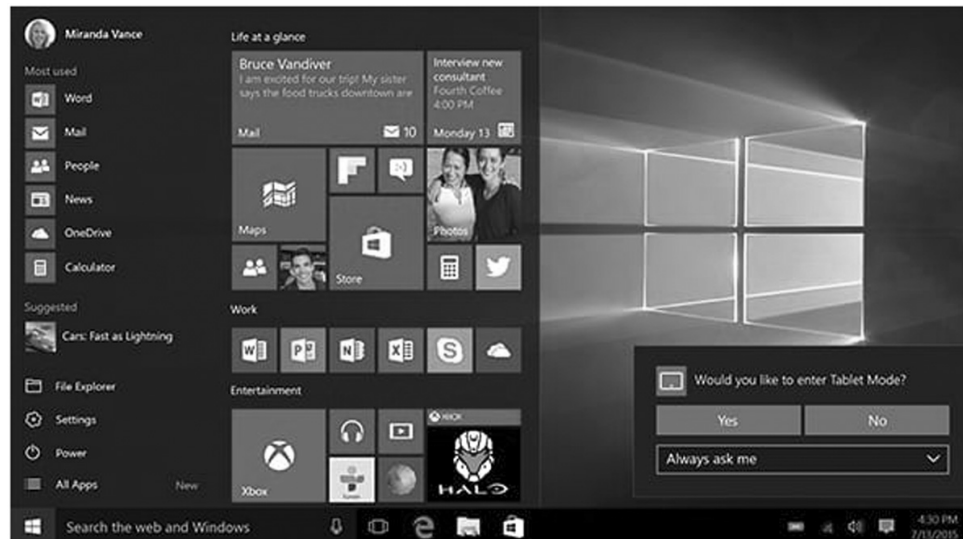 Miranda Vance
Most used
Word
Mail
People
News
OneDrive
Calculator
Suggested
Cars: Fast as Lightning
File Explorer
Settings
Power
All Apps New
Life at a glance
Bruce Vandiver
I am excited for our trip! My sister
says the food trucks downtown are
Mail 10
Interview new
consultant
Fourth Coffee
4:00 PM
Monday 13
Maps
Store
Photos
Work
Entertainment
Xbox
XBOX
HALO
Would you like to enter Tablet Mode?
Yes
No
Always ask me
Search the web and Windows
4:30 PM
7/13/2015